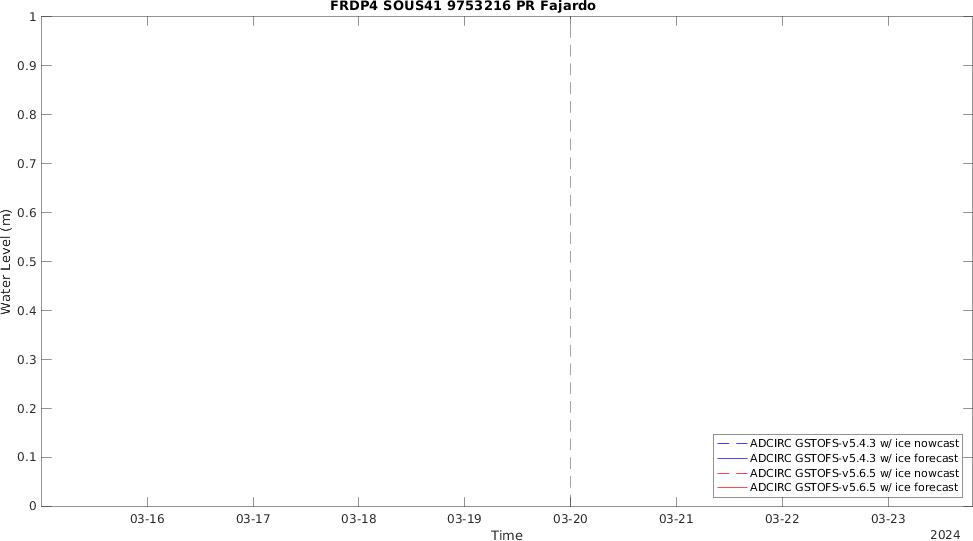 FRDP4 SOUS41 9753216 PR Fajardo
1
0.9
0.8
0.7
0.6
0.5
0.4
0.3
0.2
0.1
0
Water Level (m)
ADCIRC GSTOFS-v5.4.3 w/ ice nowcast
ADCIRC GSTOFS-v5.4.3 w/ ice forecast
ADCIRC GSTOFS-v5.6.5 w/ ice nowcast
ADCIRC GSTOFS-v5.6.5 w/ ice forecast
03-16 03-17 03-18 03-19 03-20 03-21 03-22 03-23
Time
2024